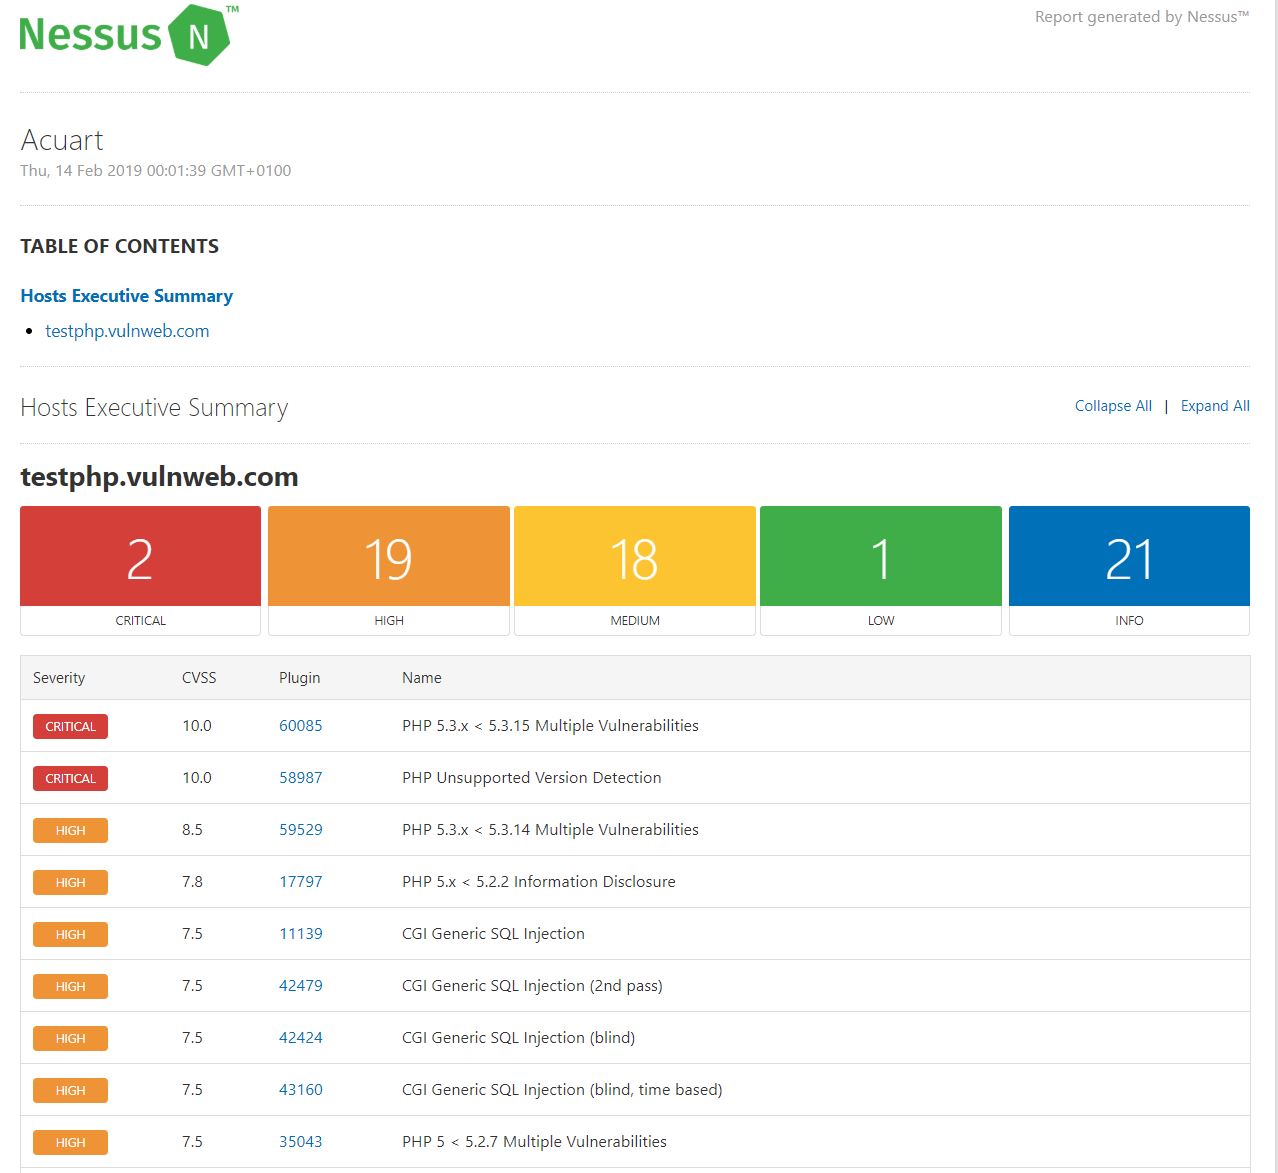 Nessus N ™
Report generated by Nessus™
Acuart
Thu, 14 Feb 2019 00:01:39 GMT+0100
TABLE OF CONTENTS
Hosts Executive Summary
• testphp.vulnweb.com
Hosts Executive Summary
Collapse All | Expand All
testphp.vulnweb.com
2 19 18 1 21
CRITICAL HIGH MEDIUM LOW INFO
Severity CVSS Plugin Name
CRITICAL 10.0 60085 PHP 5.3.x < 5.3.15 Multiple Vulnerabilities
CRITICAL 10.0 58987 PHP Unsupported Version Detection
HIGH 8.5 59529 PHP 5.3.x < 5.3.14 Multiple Vulnerabilities
HIGH 7.8 17797 PHP 5.x < 5.2.2 Information Disclosure
HIGH 7.5 11139 CGI Generic SQL Injection
HIGH 7.5 42479 CGI Generic SQL Injection (2nd pass)
HIGH 7.5 42424 CGI Generic SQL Injection (blind)
HIGH 7.5 43160 CGI Generic SQL Injection (blind, time based)
HIGH 7.5 35043 PHP 5 < 5.2.7 Multiple Vulnerabilities